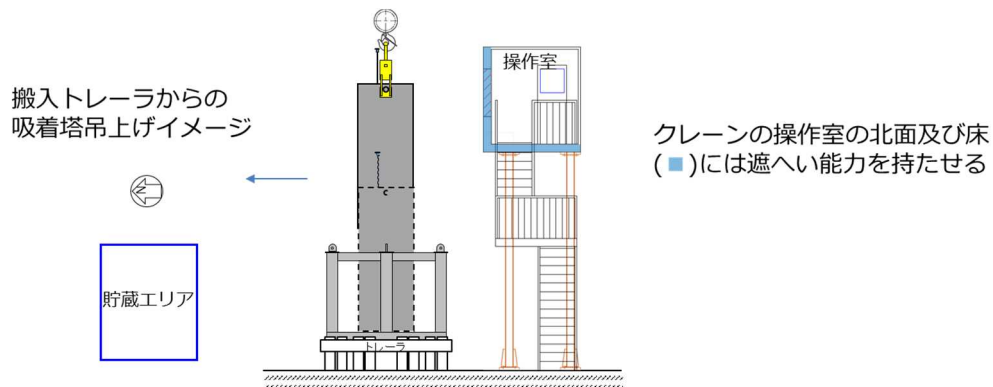 操作室
搬入トレーラからの
吸着塔吊上げイメージ
クレーンの操作室の北面及び床
(■)には遮へい能力を持たせる
N
貯蔵エリア
トレーラ